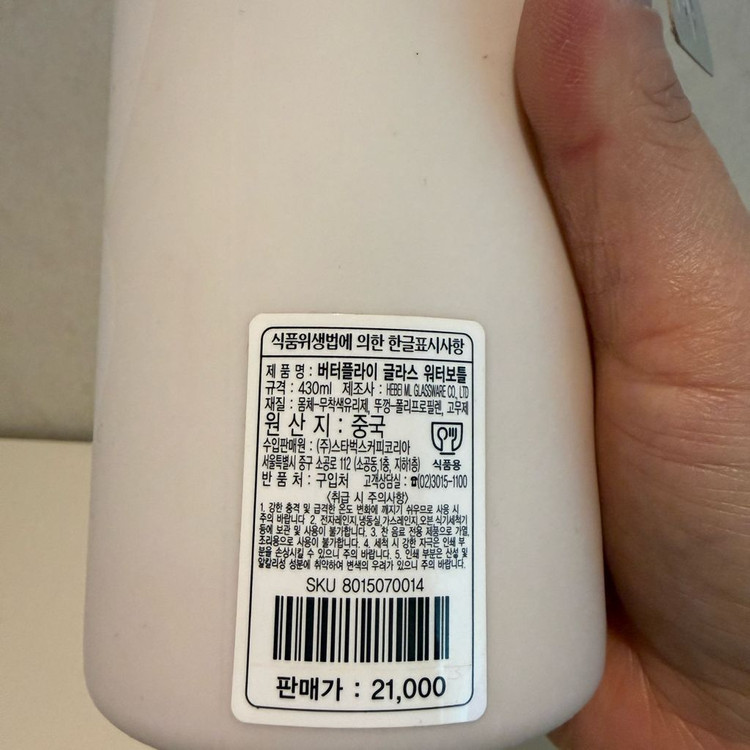 식품위생법에 의한 한글표시사항
제 품 명 : 버터플라이 글라스 워터보틀
규격 : 430ml 제조사 : HEBEI ML GLASSWARE CO., LTD
재질 : 몸체-무착색유리제, 뚜껑-폴리프로필렌, 고무제
원 산 지 : 중국
수입판매원 : (주)스타벅스커피코리아
서울특별시 중구 소공로 112 (소공동,1층, 지하1층) 식품용
반 품 처 : 구입처 고객상담실 : ☎(02)3015-1100
〈취급 시 주의사항〉
1. 강한 충격 및 급격한 온도 변화에 깨지기 쉬우므로 사용 시
주의 바랍니다 2. 전자레인지,냉동실,가스레인지,오븐 식기세척기
등에 보관 및 사용이 불가합니다. 3. 찬 음료 전용 제품으로 가열,
조리용으로 사용이 불가합니다. 4. 세척 시 강한 자극은 인쇄 부
분을 손상시킬 수 있으니 주의 바랍니다. 5. 인쇄 부분은 산성 및
알칼리성 성분에 취약하여 변색의 우려가 있으니 주의 바랍니다.
SKU 8015070014
판매가 : 21,000